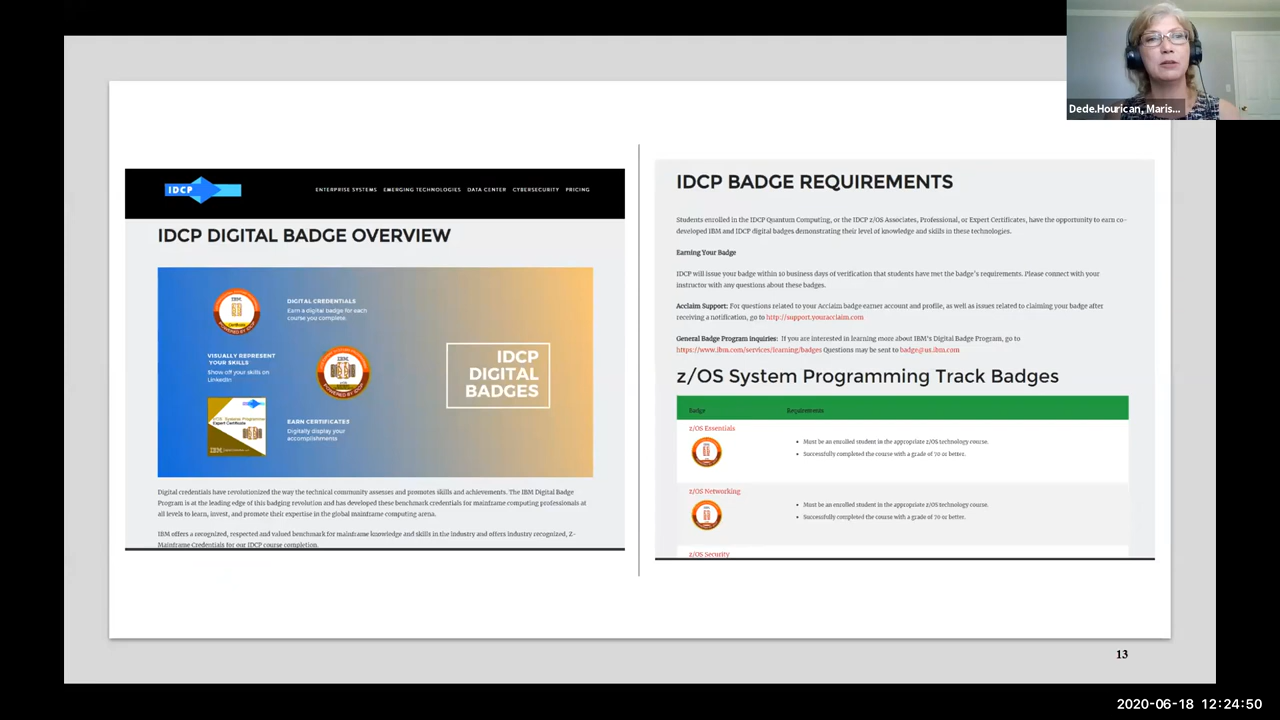 Dede.Hourican, Maris...
IDCP
ENTERPRISE SYSTEMS EMERGING TECHNOLOGIES DATA CENTER CYBERSECURITY PRICING
IDCP DIGITAL BADGE OVERVIEW
DIGITAL CREDENTIALS
Earn a digital badge for each
course you complete.
VISUALLY REPRESENT
YOUR SKILLS
Show off your skills on
LinkedIn
EARN CERTIFICATES
Digitally display your
accomplishments
IDCP
DIGITAL
BADGES
Digital credentials have revolutionized the way the technical community assesses and promotes skills and achievements. The IBM Digital Badge
Program is at the leading edge of this badging revolution and has developed these benchmark credentials for mainframe computing professionals at
all levels to learn, invest, and promote their expertise in the global mainframe computing arena.
IBM offers a recognized, respected and valued benchmark for mainframe knowledge and skills in the industry and offers industry recognized, Z-
Mainframe Credentials for our IDCP course completion.
IDCP BADGE REQUIREMENTS
Students enrolled in the IDCP Quantum Computing, or the IDCP z/OS Associates, Professional, or Expert Certificates, have the opportunity to earn co-
developed IBM and IDCP digital badges demonstrating their level of knowledge and skills in these technologies.
Earning Your Badge
IDCP will issue your badge within 10 business days of verification that students have met the badge's requirements. Please connect with your
instructor with any questions about these badges.
Acclaim Support: For questions related to your Acclaim badge earner account and profile, as well as issues related to claiming your badge after
receiving a notification, go to http://support.youracclaim.com
General Badge Program inquiries: If you are interested in learning more about IBM's Digital Badge Program, go to
https://www.ibm.com/services/learning/badges Questions may be sent to badge@us.ibm.com
z/OS System Programming Track Badges
Badge Requirements
z/OS Essentials
• Must be an enrolled student in the appropriate z/OS technology course.
• Successfully completed the course with a grade of 70 or better.
z/OS Networking
• Must be an enrolled student in the appropriate z/OS technology course.
• Successfully completed the course with a grade of 70 or better.
z/OS Security
13
2020-06-18 12:24:50